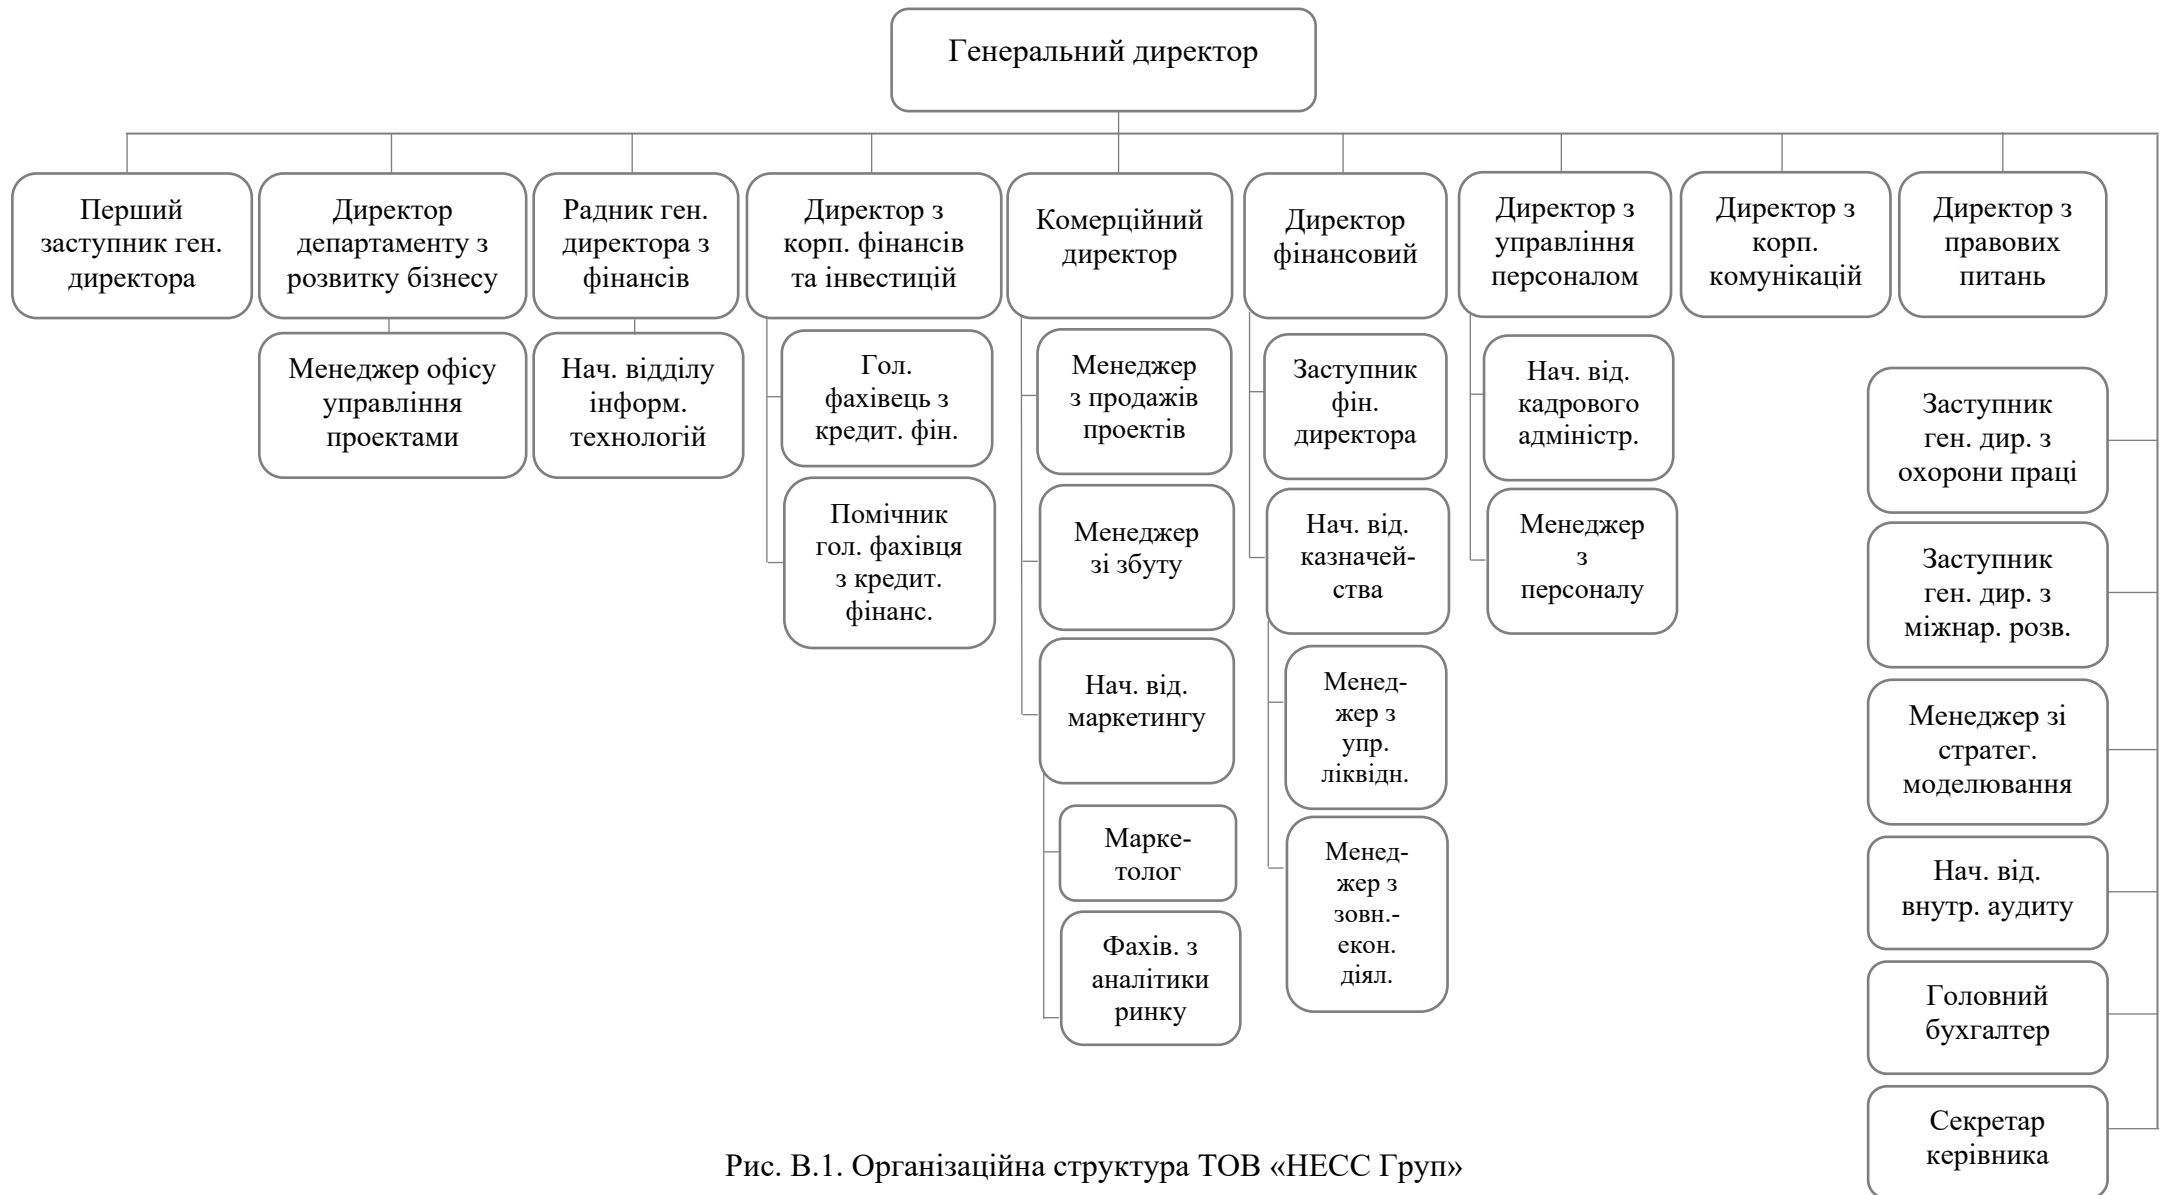 Генеральний директор
Перший
заступник ген.
директора
Директор
департаменту з
розвитку бізнесу
Радник ген.
директора з
фінансів
Директор з
корп. фінансів
та інвестицій
Комерційний
директор
Директор
фінансовий
Директор з
управління
персоналом
Директор з
корп.
комунікацій
Директор з
правових
питань
Менеджер офісу
управління
проектами
Нач. відділу
інформ.
технологій
Гол.
фахівець з
кредит. фін.
Помічник
гол. фахівця
з кредит.
фінанс.
Менеджер
з продажів
проектів
Менеджер
зі збуту
Нач. від.
маркетингу
Марке-
толог
Фахів. з
аналітики
ринку
Заступник
фін.
директора
Нач. від.
казначей-
ства
Менед-
жер з
упр.
ліквідн.
Менед-
жер з
зовн.-
екон.
діял.
Нач. від.
кадрового
адміністр.
Менеджер
з
персоналу
Заступник
ген. дир. з
охорони праці
Заступник
ген. дир. з
міжнар. розв.
Менеджер зі
стратег.
моделювання
Нач. від.
внутр. аудиту
Головний
бухгалтер
Секретар
керівника
Рис. В.1. Організаційна структура ТОВ «НЕСС Груп»